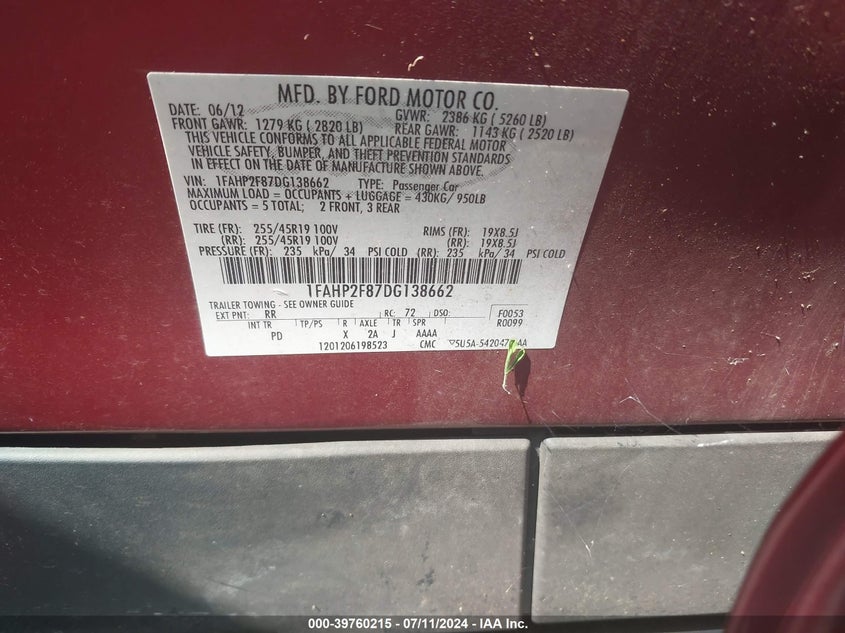 MFD. BY FORD MOTOR CO.
DATE: 06/12 GVWR: 2386 KG ( 5260 LB)
FRONT GAWR: 1279 KG ( 2820 LB) REAR GAWR: 1143 KG ( 2520 LB)
THIS VEHICLE CONFORMS TO ALL APPLICABLE FEDERAL MOTOR
VEHICLE SAFETY, BUMPER, AND THEFT PREVENTION STANDARDS
IN EFFECT ON THE DATE OF MANUFACTURE SHOWN ABOVE.
VIN: 1FAHP2F87DG138662 TYPE: Passenger Car
MAXIMUM LOAD = OCCUPANTS + LUGGAGE = 430KG/ 950LB
OCCUPANTS = 5 TOTAL; 2 FRONT, 3 REAR
TIRE (FR): 255/45R19 100V RIMS (FR): 19X8.5J
(RR): 255/45R19 100V (RR): 19X8.5J
PRESSURE (FR): 235 kPa/ 34 PSI COLD (RR): 235 kPa/ 34 PSI COLD
1FAHP2F87DG138662
TRAILER TOWING - SEE OWNER GUIDE
EXT PNT: RR RC: 72 DSO: F0053
INT TR TP/PS R AXLE TR SPR R0099
PD X 2A J AAAA
1201206198523 CMC
000-39760215 / 07/11/2024 - IAA Inc.